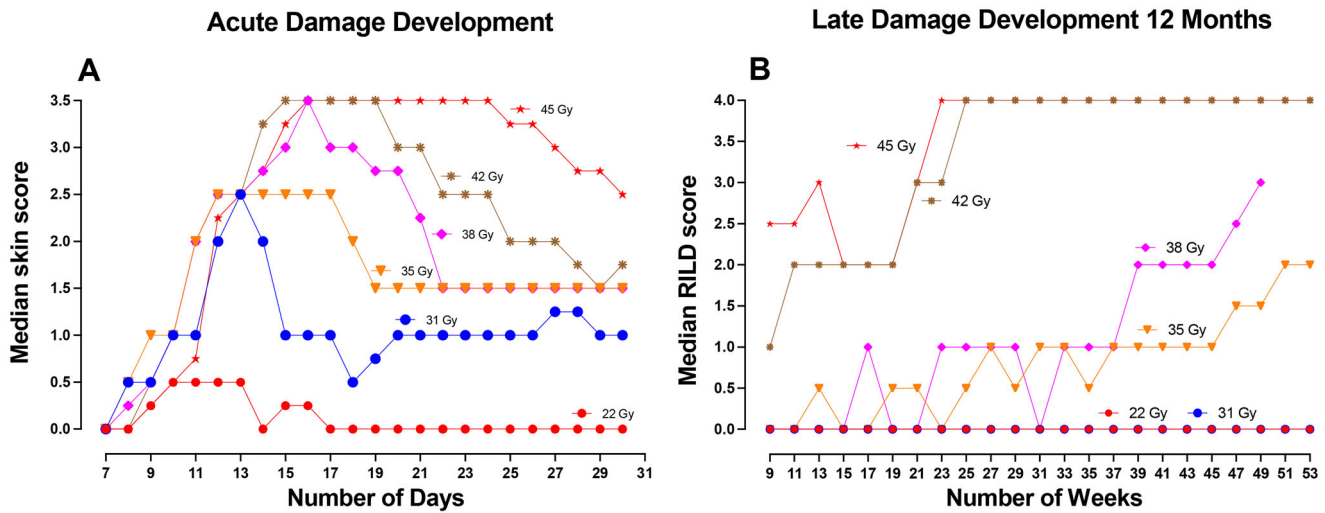 Acute Damage Development
A
Median skin score
3.5
3.0
2.5
2.0
1.5
1.0
0.5
0.0
45 Gy
42 Gy
38 Gy
35 Gy
31 Gy
22 Gy
7 9 11 13 15 17 19 21 23 25 27 29 31
Number of Days
Late Damage Development 12 Months
B
Median RILD score
4.0
3.5
3.0
2.5
2.0
1.5
1.0
0.5
0.0
45 Gy
42 Gy
38 Gy
35 Gy
22 Gy 31 Gy
9 11 13 15 17 19 21 23 25 27 29 31 33 35 37 39 41 43 45 47 49 51 53
Number of Weeks